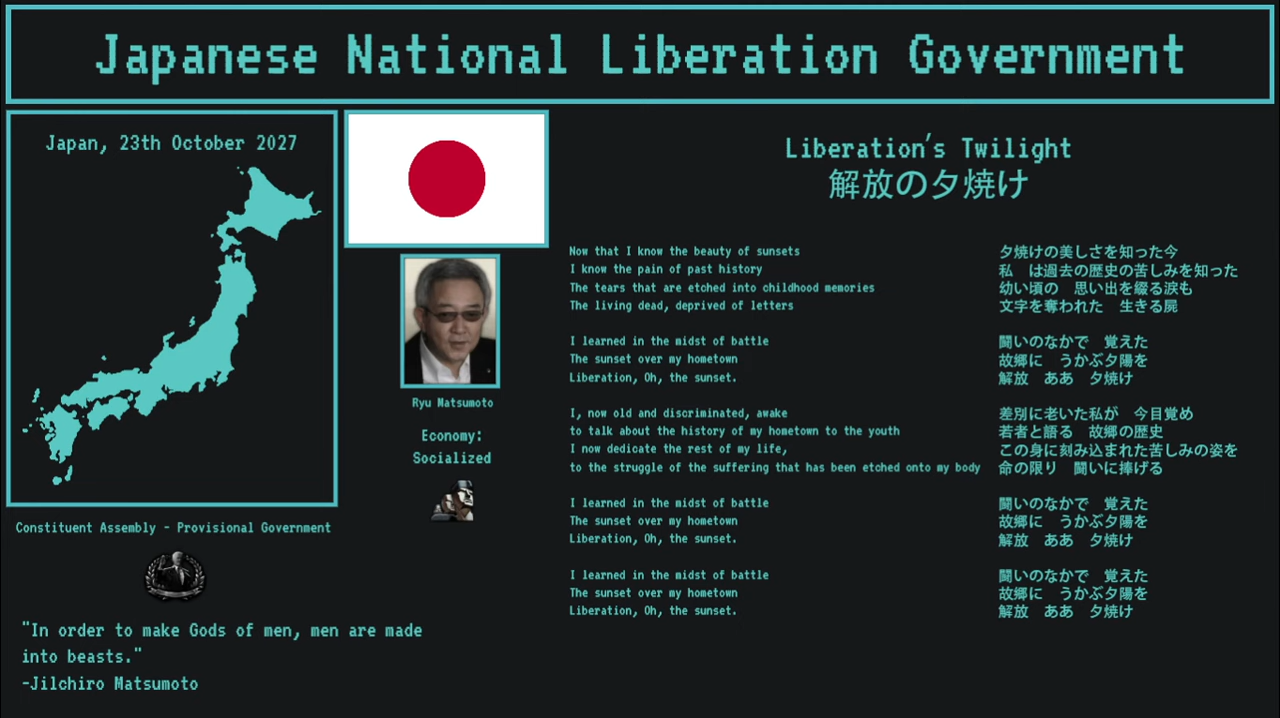 Japanese National Liberation Government
Japan, 23th October 2027
Constituent Assembly - Provisional Government
"In order to make Gods of men, men are made
into beasts."
-Jilchiro Matsumoto
Ryu Matsumoto
Economy:
Socialized
Liberation's Twilight
解放の夕焼け
Now that I know the beauty of sunsets
I know the pain of past history
The tears that are etched into childhood memories
The living dead, deprived of letters
I learned in the midst of battle
The sunset over my hometown
Liberation, Oh, the sunset.
I, now old and discriminated, awake
to talk about the history of my hometown to the youth
I now dedicate the rest of my life,
to the struggle of the suffering that has been etched onto my body
I learned in the midst of battle
The sunset over my hometown
Liberation, Oh, the sunset.
I learned in the midst of battle
The sunset over my hometown
Liberation, Oh, the sunset.
夕焼けの美しさを知った今
私　は過去の歴史の苦しみを知った
幼い頃の　思い出を綴る涙も
文字を奪われた　生きる屍
闘いのなかで　覚えた
故郷に　うかぶ夕陽を
解放　ああ　夕焼け
差別に老いた私が　今目覚め
若者と語る　故郷の歴史
この身に刻み込まれた苦しみの姿を
命の限り　闘いに捧げる
闘いのなかで　覚えた
故郷に　うかぶ夕陽を
解放　ああ　夕焼け
闘いのなかで　覚えた
故郷に　うかぶ夕陽を
解放　ああ　夕焼け